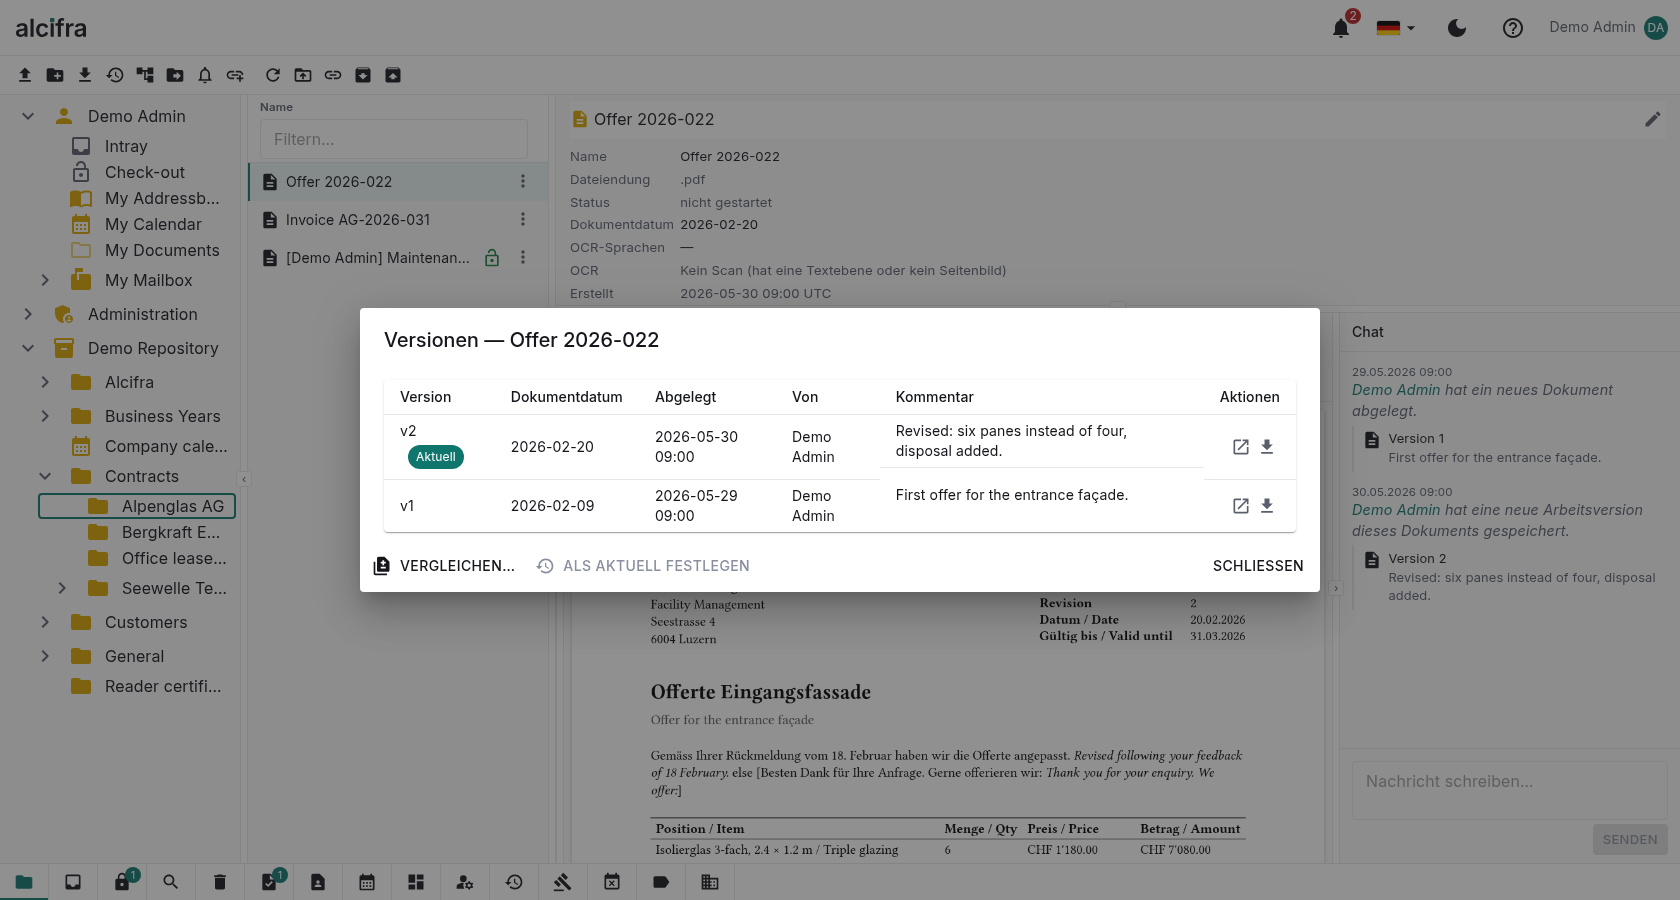 alcifra
2
Demo Admin
DA
Demo Admin
Intray
Check-out
My Addressb...
My Calendar
My Documents
My Mailbox
Administration
Demo Repository
Alcifra
Business Years
Company cale...
Contracts
Alpenglas AG
Bergkraft E...
Office lease...
Seewelle Te...
Customers
General
Reader certifi...
Name
Filtern...
Offer 2026-022
Invoice AG-2026-031
[Demo Admin] Maintenan...
Offer 2026-022
Name Offer 2026-022
Dateiendung .pdf
Status nicht gestartet
Dokumentdatum 2026-02-20
OCR-Sprachen —
OCR Kein Scan (hat eine Textebene oder kein Seitenbild)
Erstellt 2026-05-30 09:00 UTC
Versionen — Offer 2026-022
Version Dokumentdatum Abgelegt Von Kommentar Aktionen
v2
Aktuell
2026-02-20
2026-05-30
09:00
Demo
Admin
Revised: six panes instead of four,
disposal added.
v1
2026-02-09
2026-05-29
09:00
Demo
Admin
First offer for the entrance façade.
VERGLEICHEN... ALS AKTUELL FESTLEGEN SCHLIESSEN
Facility Management
Seestrasse 4
6004 Luzern
Revision 2
Datum / Date 20.02.2026
Gültig bis / Valid until 31.03.2026
Offerte Eingangsfassade
Offer for the entrance façade
Gemäss Ihrer Rückmeldung vom 18. Februar haben wir die Offerte angepasst. Revised following your feedback
of 18 February. else [Besten Dank für Ihre Anfrage. Gerne offerieren wir: Thank you for your enquiry. We
offer:]
Position / Item Menge / Qty Preis / Price Betrag / Amount
Isolierglas 3-fach, 2.4 × 1.2 m / Triple glazing 6 CHF 1'180.00 CHF 7'080.00
Chat
29.05.2026 09:00
Demo Admin hat ein neues Dokument
abgelegt.
Version 1
First offer for the entrance façade.
30.05.2026 09:00
Demo Admin hat eine neue Arbeitsversion
dieses Dokuments gespeichert.
Version 2
Revised: six panes instead of four, disposal
added.
Nachricht schreiben...
SENDEN
1
1